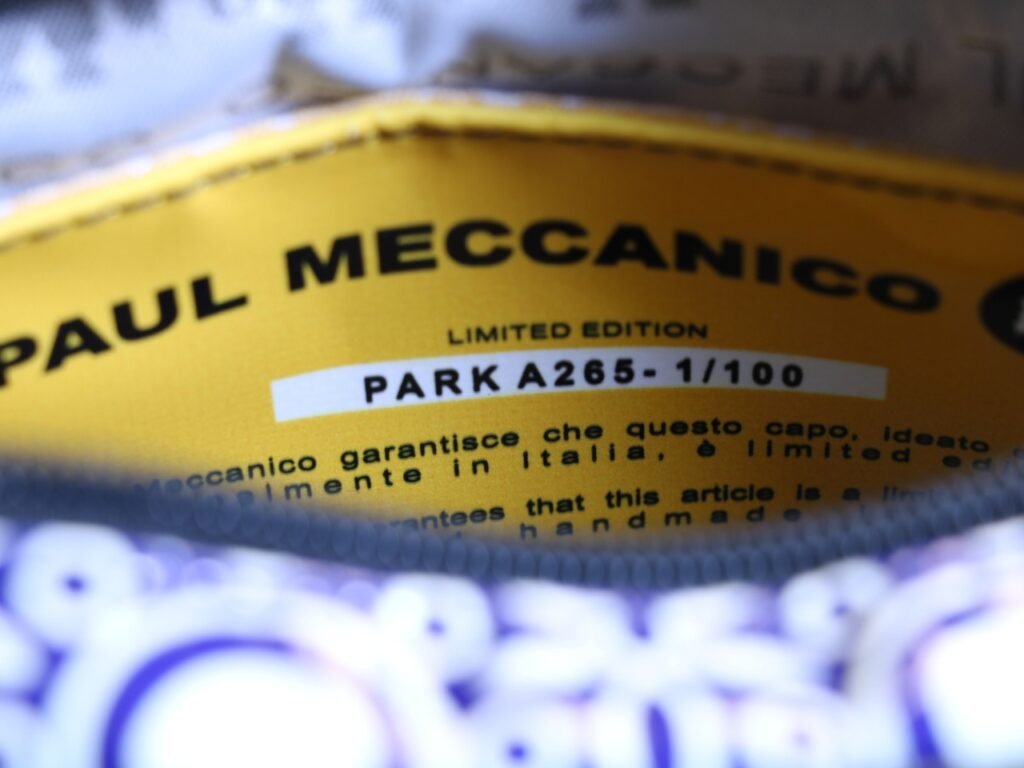 PAUL MECCANICO
LIMITED EDITION
PARK A265- 1/100
Meccanico garantisce che questo capo, ideato
in Italia, è limited
that this article is a
handmade